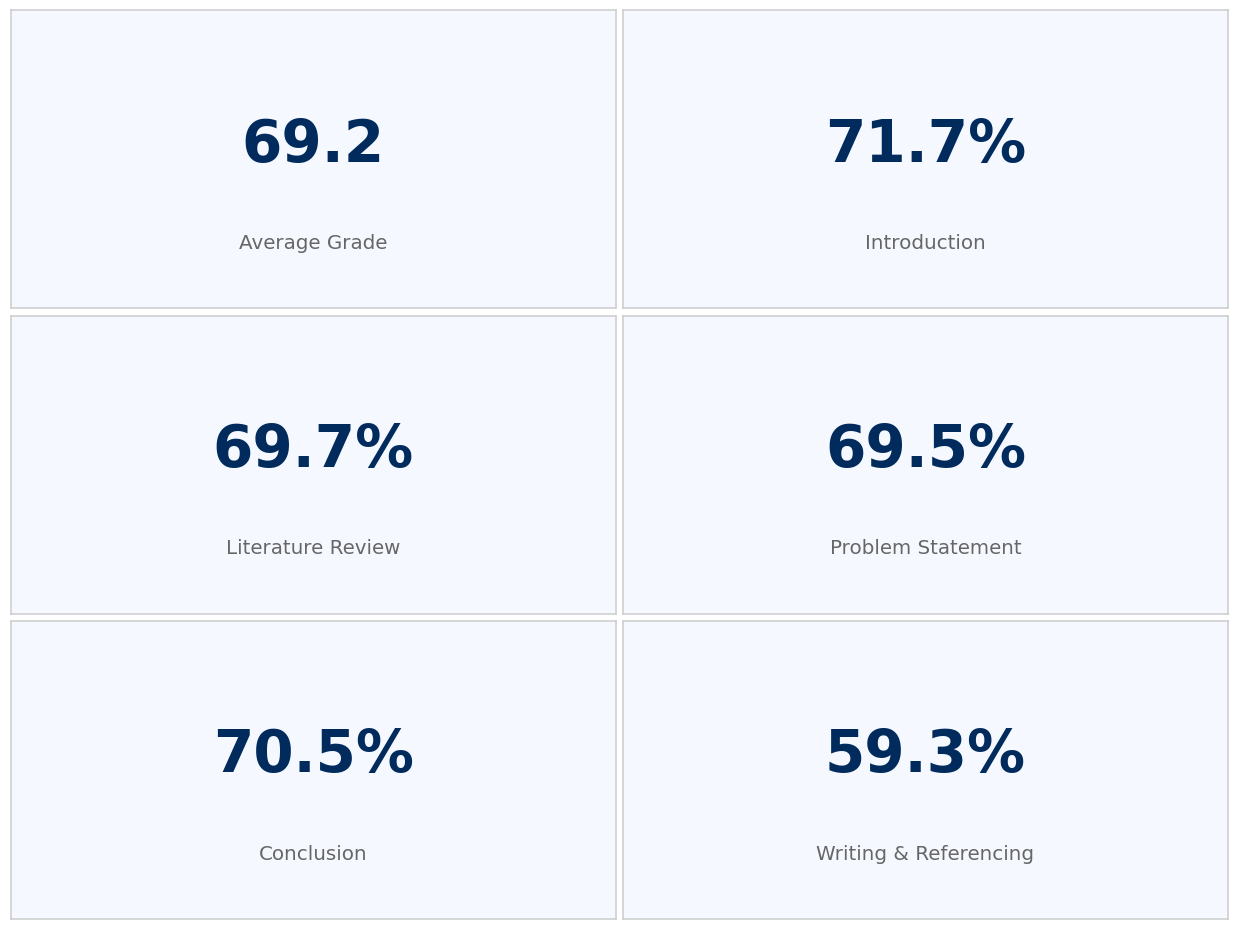 69.2
Average Grade
71.7%
Introduction
69.7%
Literature Review
69.5%
Problem Statement
70.5%
Conclusion
59.3%
Writing & Referencing